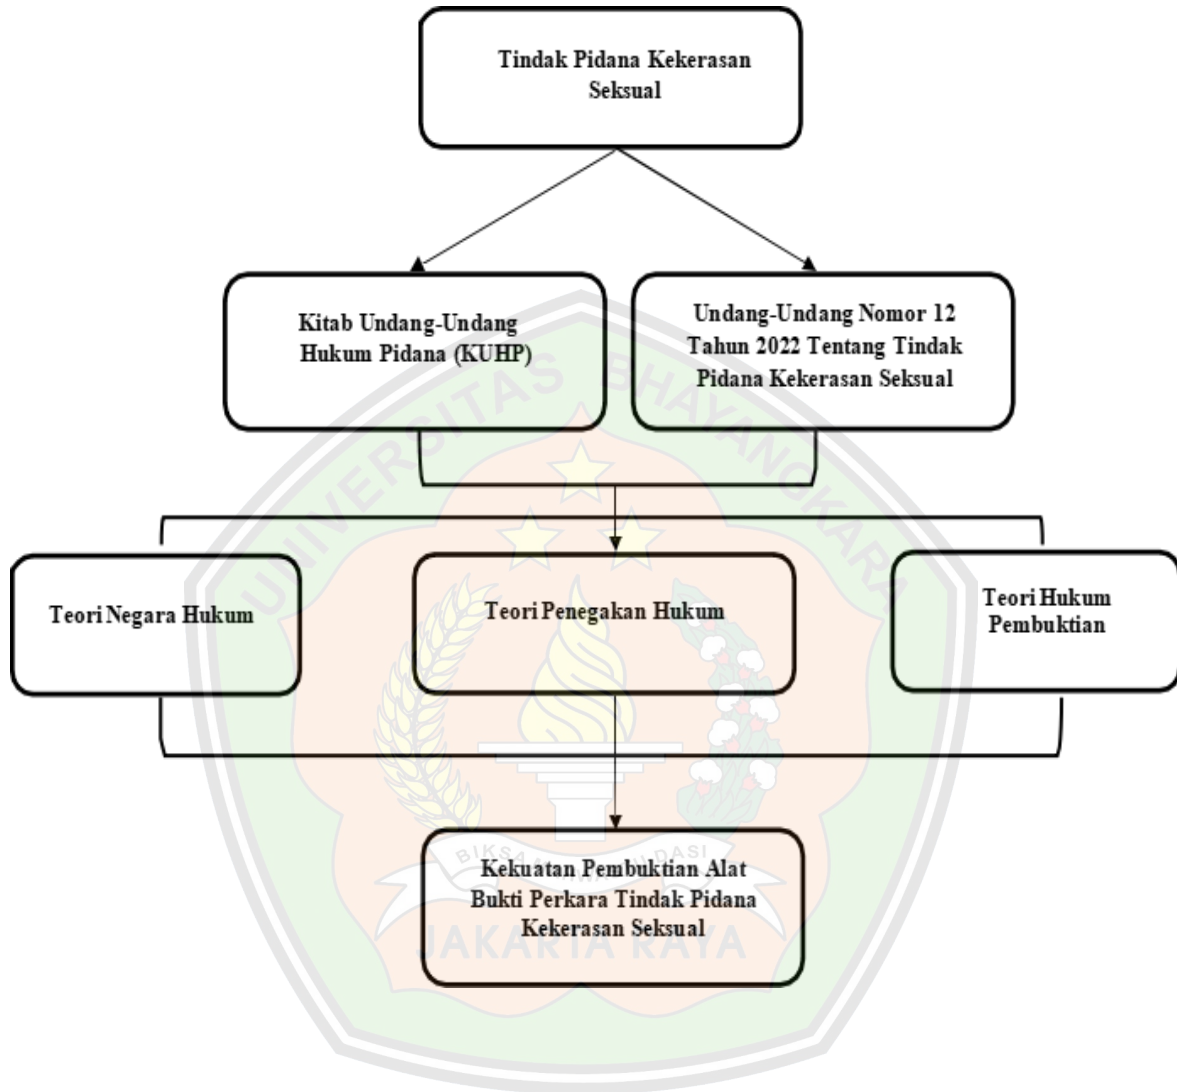 Tindak Pidana Kekerasan
Seksual
Kitab Undang-Undang
Hukum Pidana (KUHP)
Undang-Undang Nomor 12
Tahun 2022 Tentang Tindak
Pidana Kekerasan Seksual
UNIVERSITAS BHAYANGKARA
Teori Negara Hukum
Teori Penegakan Hukum
Teori Hukum
Pembuktian
Kekuatan Pembuktian Alat
Bukti Perkara Tindak Pidana
Kekerasan Seksual
JAKARTA RAYA